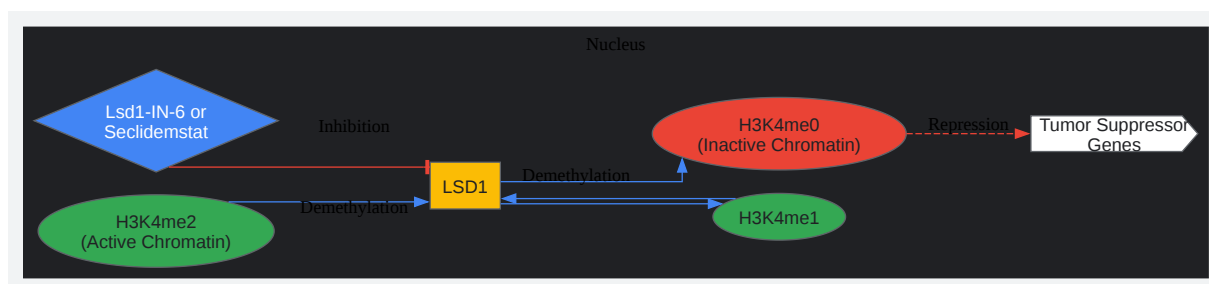 Nucleus
Lsd1-IN-6 or
Seclidemstat
Inhibition
H3K4me0
(Inactive Chromatin)
Repression
Tumor Suppressor
Genes
LSD1
Demethylation
H3K4me2
(Active Chromatin)
Demethylation
H3K4me1